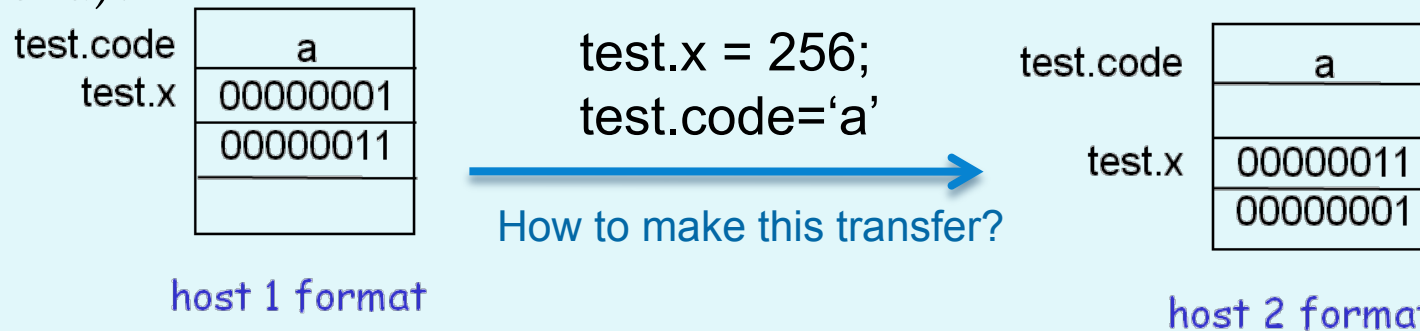 test.code a
test.x 00000001
00000011
test.x = 256;
test.code=‘a’
How to make this transfer?
test.code a
test.x 00000011
00000001
host 1 format
host 2 format